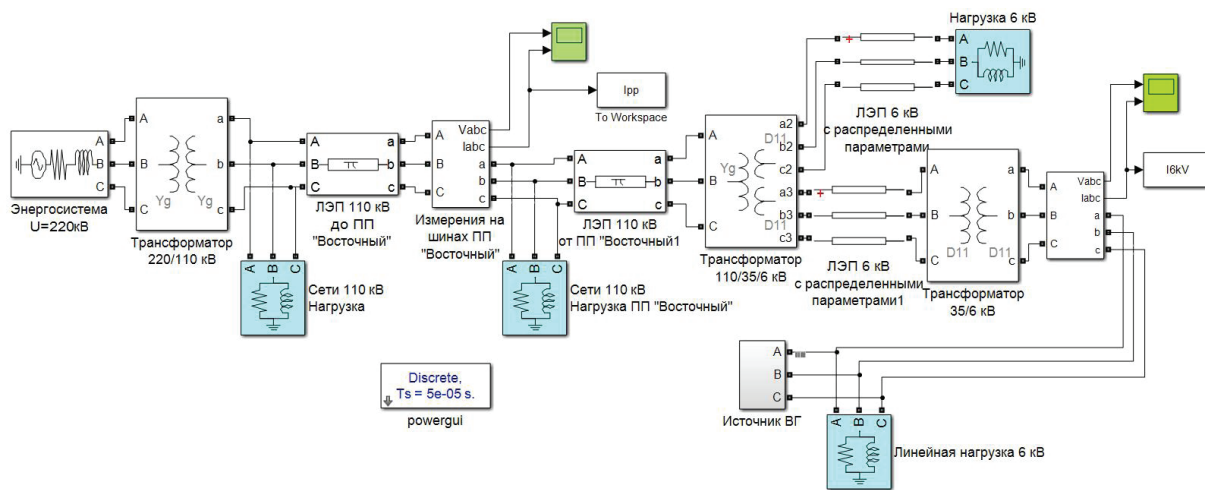 Энергосистема
U=220кВ
A
B
C
A
B
C
a
b
c
Yg
Yg
Трансформатор
220/110 кВ
A
B
C
Сети 110 кВ
Нагрузка
A
B
C
a
b
c
ЛЭП 110 кВ
до ПП
"Восточный"
A
B
C
Vabc
Iabc
a
b
c
Измерения на
шинах ПП
"Восточный"
Ipp
To Workspace
A
B
C
Сети 110 кВ
Нагрузка ПП "Восточный"
A
B
C
a
b
c
ЛЭП 110 кВ
от ПП "Восточный1
A
B
C
Yg
a2
D11
b2
c2
a3
b3
D11
c3
Трансформатор
110/35/6 кВ
Нагрузка 6 кВ
A
B
C
ЛЭП 6 кВ
с распределенными
параметрами
ЛЭП 6 кВ
с распределенными
параметрами1
A
B
C
a
b
c
D11
D11
Трансформатор
35/6 кВ
A
B
C
Vabc
Iabc
a
b
c
I6kV
Discrete,
Ts = 5e-05 s.
powergui
A
B
C
Источник ВГ
A
B
C
Линейная нагрузка 6 кВ